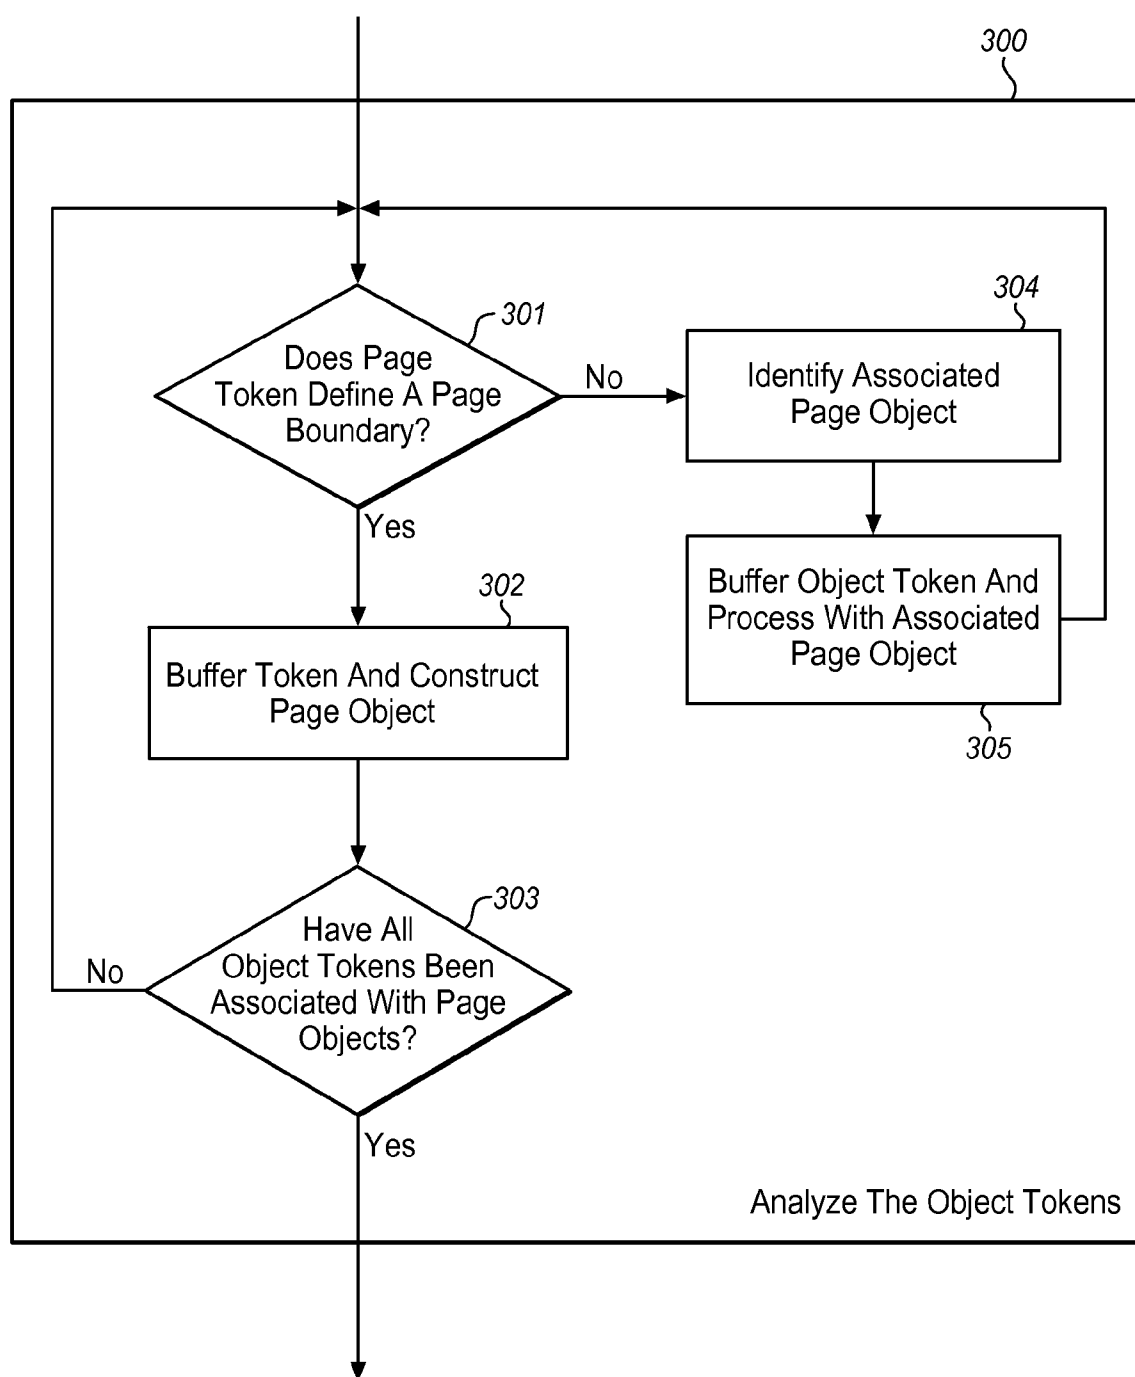 300
301
Does Page
Token Define A Page
Boundary?
No
304
Identify Associated
Page Object
Yes
302
Buffer Token And Construct
Page Object
Buffer Object Token And
Process With Associated
Page Object
305
303
Have All
Object Tokens Been
Associated With Page
Objects?
No
Yes
Analyze The Object Tokens